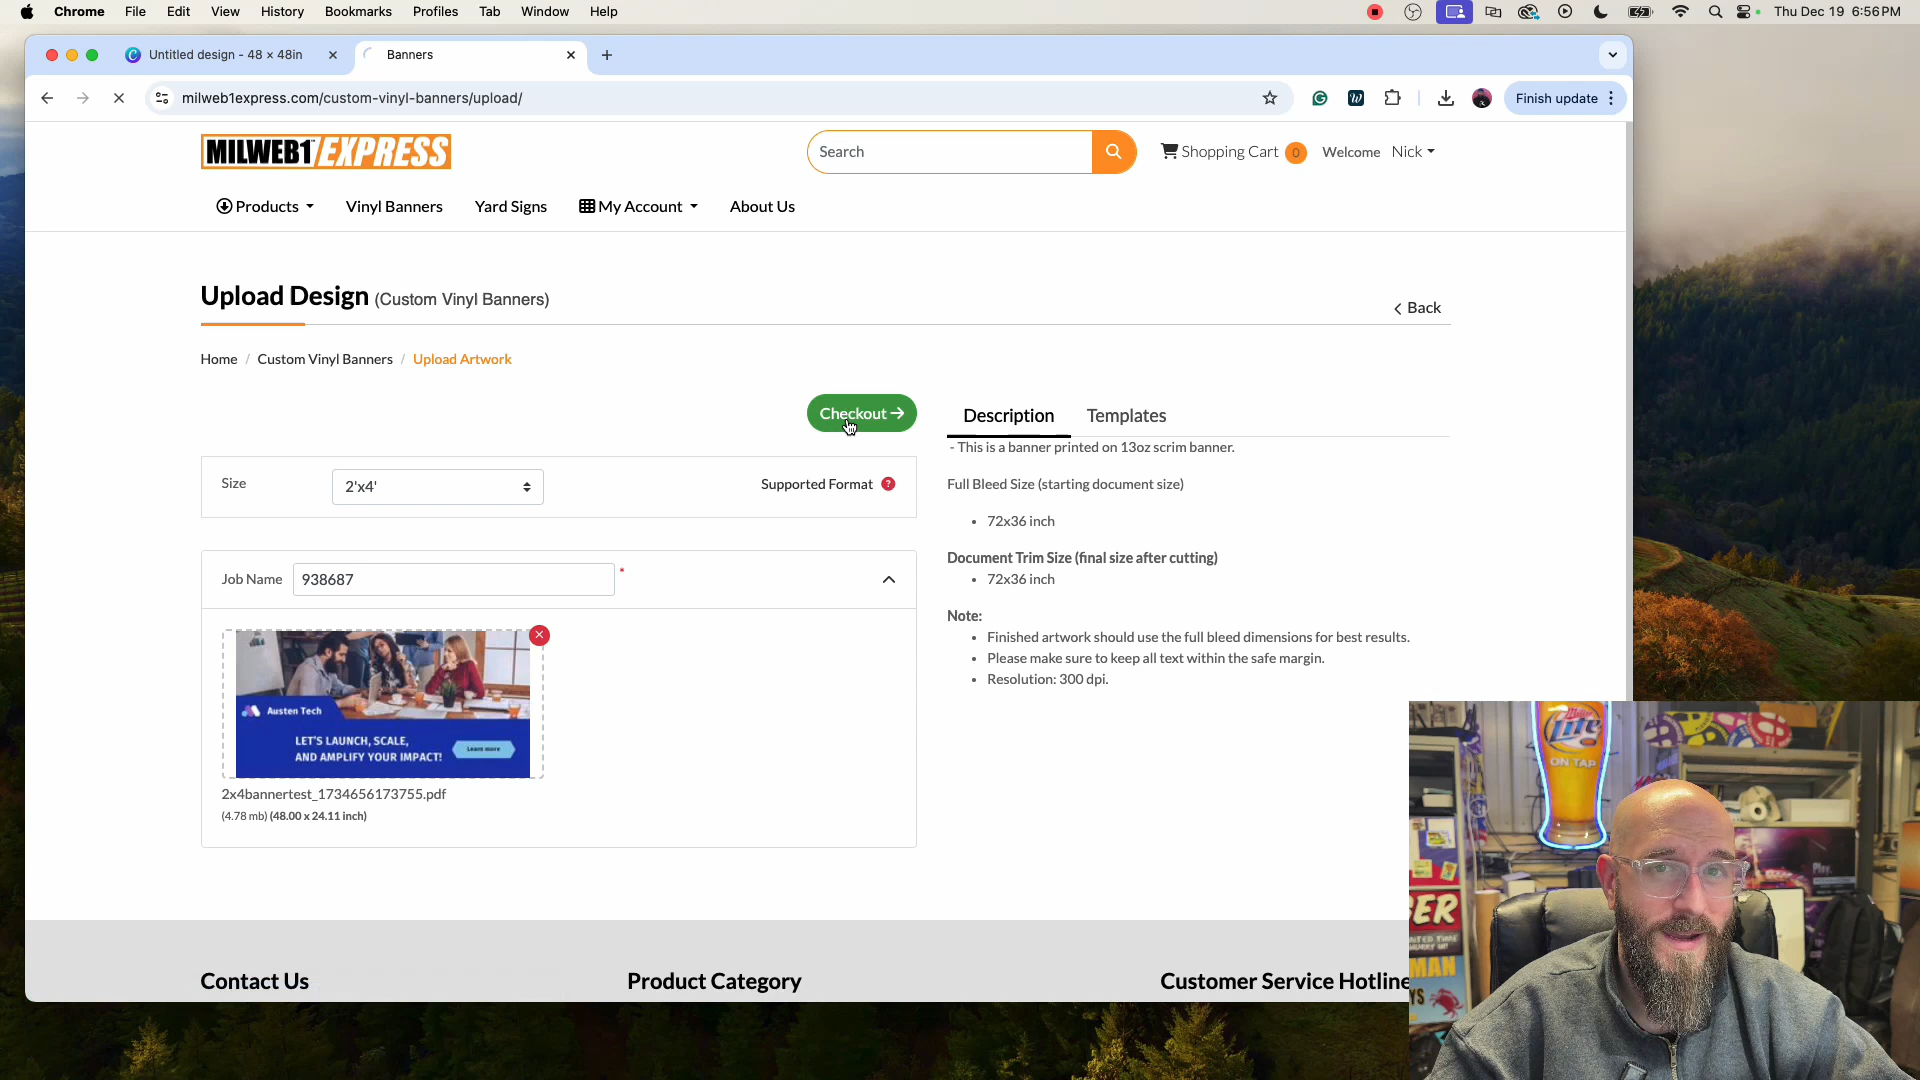 Chrome File Edit View History Bookmarks Profiles Tab Window Help
Thu Dec 19 6:56 PM
Untitled design - 48 × 48in
Banners
milweb1express.com/custom-vinyl-banners/upload/
Finish update
MILWEB1 EXPRESS
Search
Shopping Cart 0 Welcome Nick
Products Vinyl Banners Yard Signs My Account About Us
Upload Design (Custom Vinyl Banners)
Back
Home / Custom Vinyl Banners / Upload Artwork
Checkout
Size 2'x4' Supported Format ?
Job Name 938687 *
Austen Tech
LET'S LAUNCH, SCALE,
AND AMPLIFY YOUR IMPACT!
Learn more
2x4bannertest_1734656173755.pdf
(4.78 mb) (48.00 x 24.11 inch)
Description Templates
- This is a banner printed on 13oz scrim banner.
Full Bleed Size (starting document size)
72x36 inch
Document Trim Size (final size after cutting)
72x36 inch
Note:
Finished artwork should use the full bleed dimensions for best results.
Please make sure to keep all text within the safe margin.
Resolution: 300 dpi.
Contact Us
Product Category
Customer Service Hotline
Miller
Lite
ON TAP
Play.